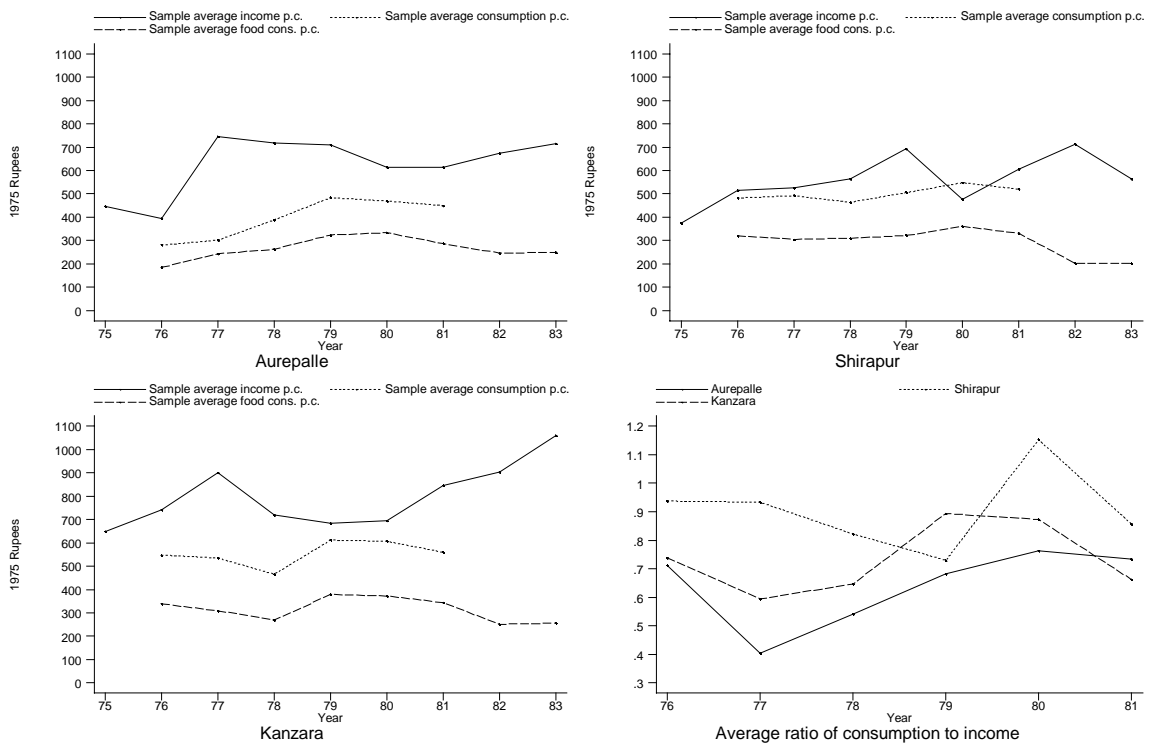 Sample average income p.c. Sample average consumption p.c.
Sample average food cons. p.c.
1975 Rupees
1100
1000
900
800
700
600
500
400
300
200
100
0
75 76 77 78 79 80 81 82 83
Year
Aurepalle
Sample average income p.c. Sample average consumption p.c.
Sample average food cons. p.c.
1975 Rupees
1100
1000
900
800
700
600
500
400
300
200
100
0
75 76 77 78 79 80 81 82 83
Year
Shirapur
Sample average income p.c. Sample average consumption p.c.
Sample average food cons. p.c.
1975 Rupees
1100
1000
900
800
700
600
500
400
300
200
100
0
75 76 77 78 79 80 81 82 83
Year
Kanzara
Aurepalle Shirapur
Kanzara
1.2
1.1
1
.9
.8
.7
.6
.5
.4
.3
76 77 78 79 80 81
Year
Average ratio of consumption to income